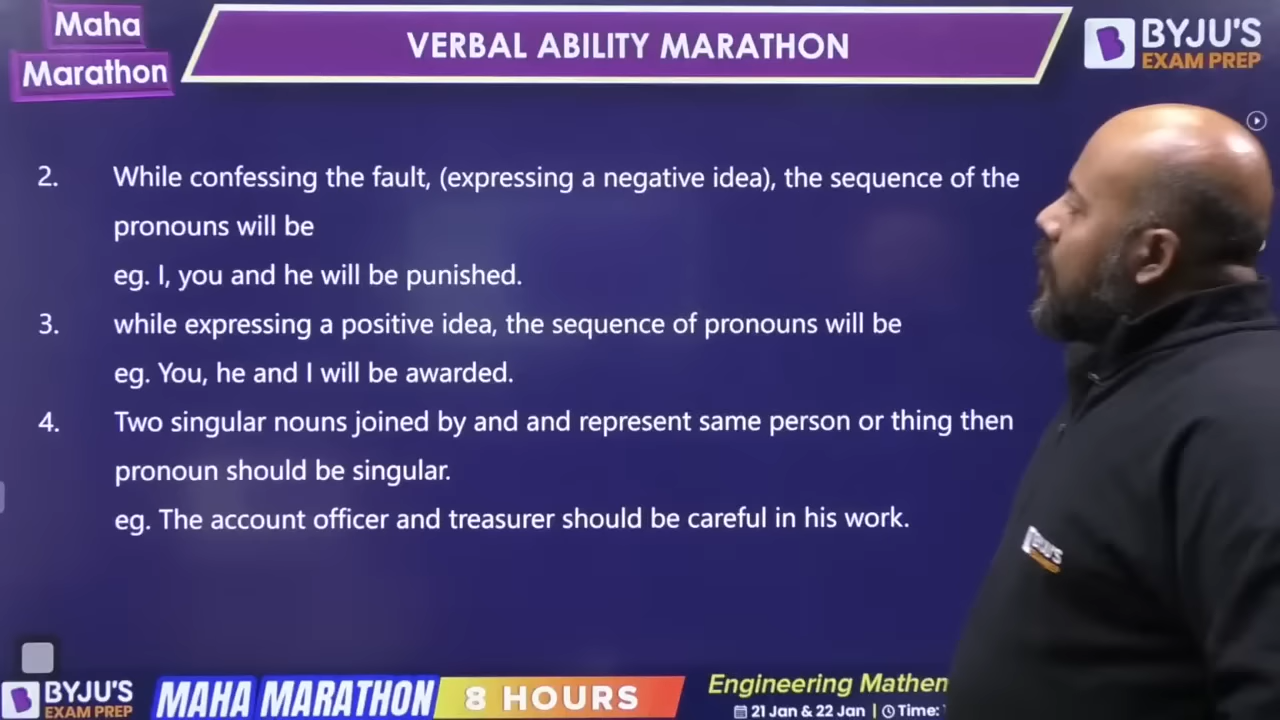 Maha
Marathon
VERBAL ABILITY MARATHON
BYJU'S
EXAM PREP
2. While confessing the fault, (expressing a negative idea), the sequence of the
pronouns will be
eg. I, you and he will be punished.
3. while expressing a positive idea, the sequence of pronouns will be
eg. You, he and I will be awarded.
4. Two singular nouns joined by and and represent same person or thing then
pronoun should be singular.
eg. The account officer and treasurer should be careful in his work.
BYJU'S
EXAM PREP
MAHA MARATHON
8 HOURS
Engineering Mathem
21 Jan & 22 Jan | Time: